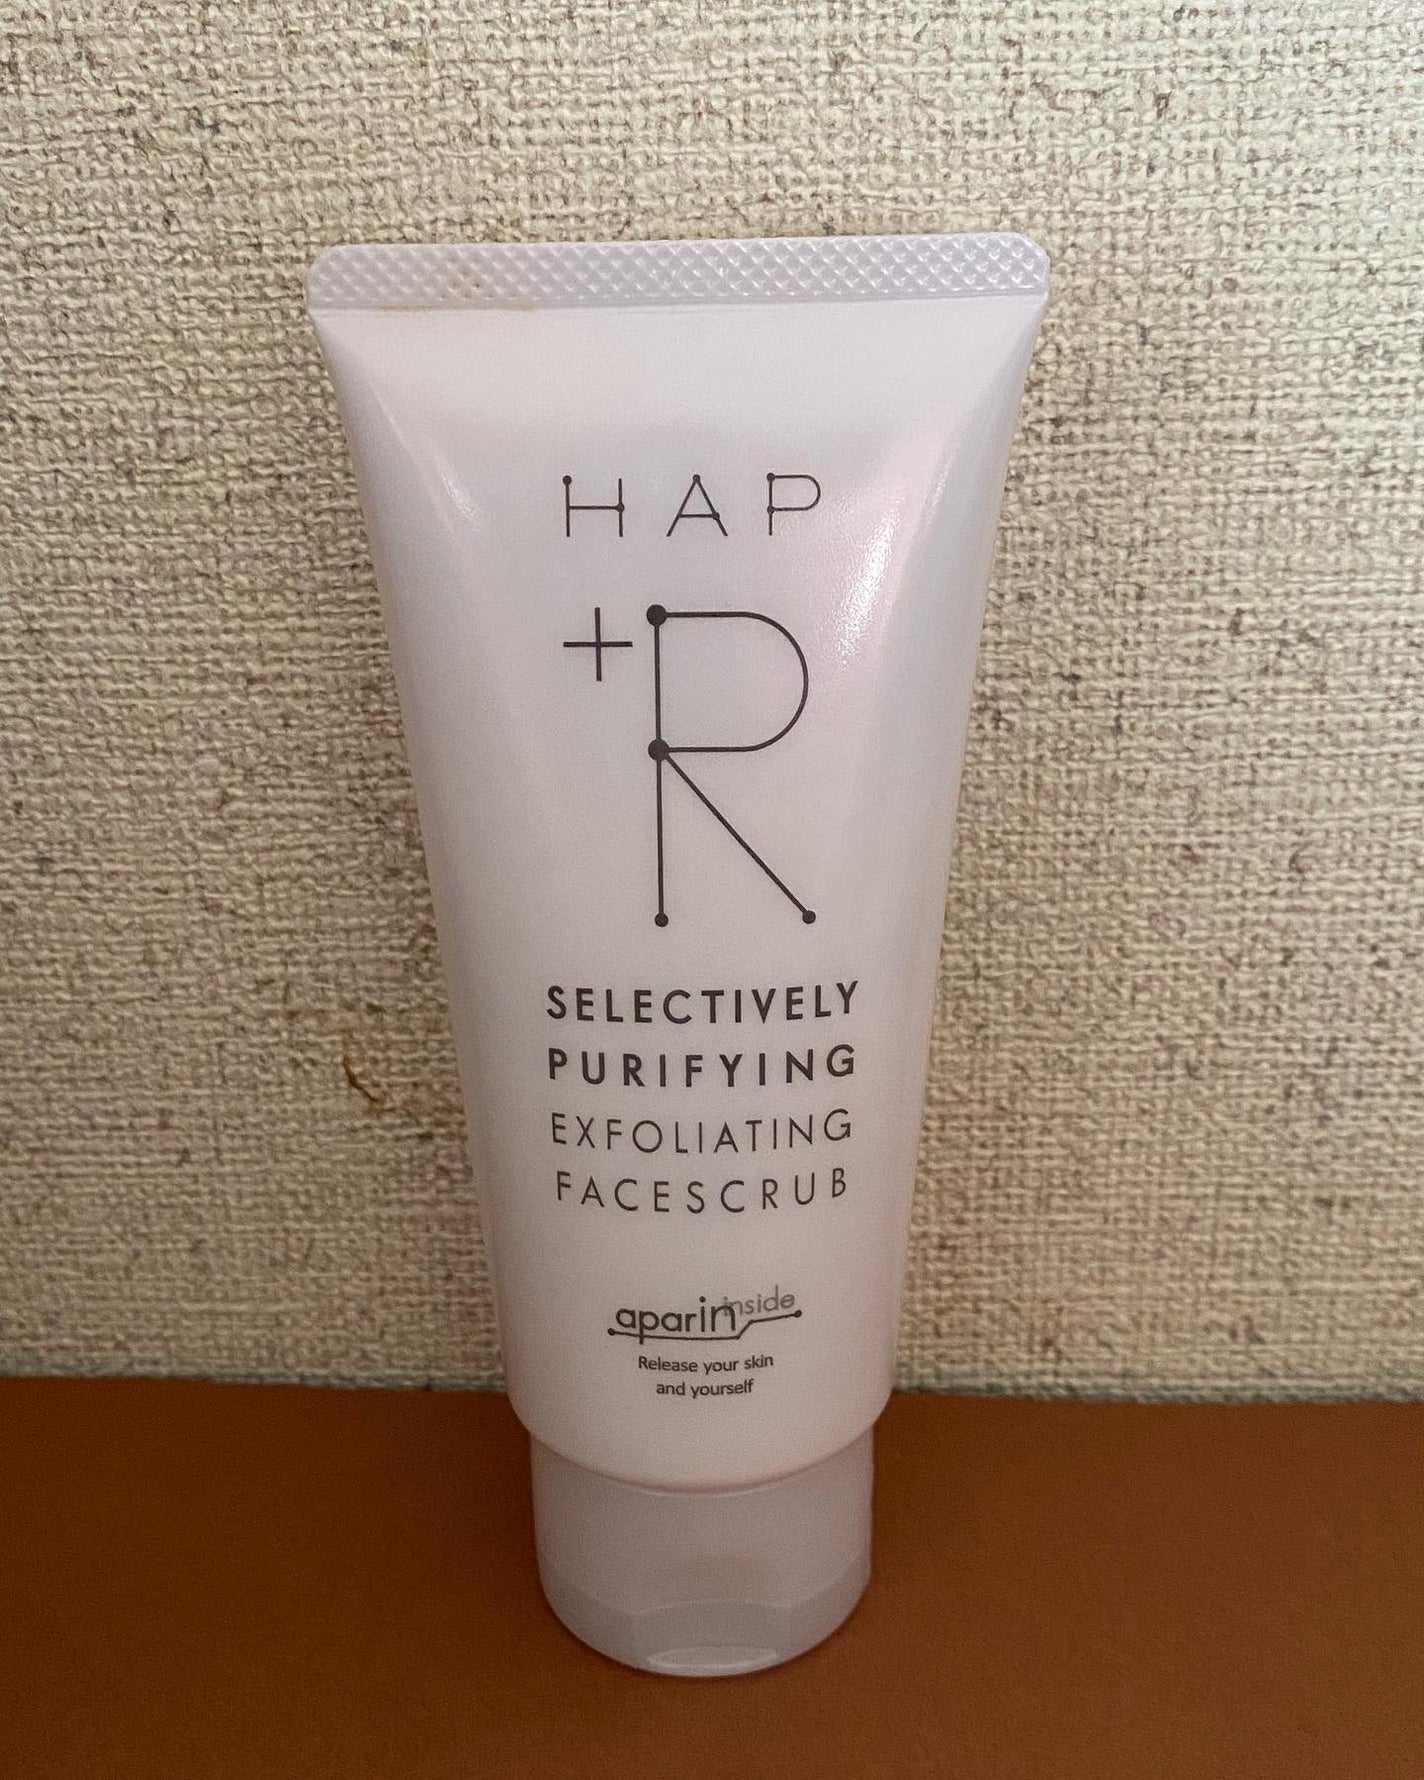 HAP
+R
SELECTIVELY
PURIFYING
EXFOLIATING
FACESCRUB
aparin inside
Release your skin
and yourself